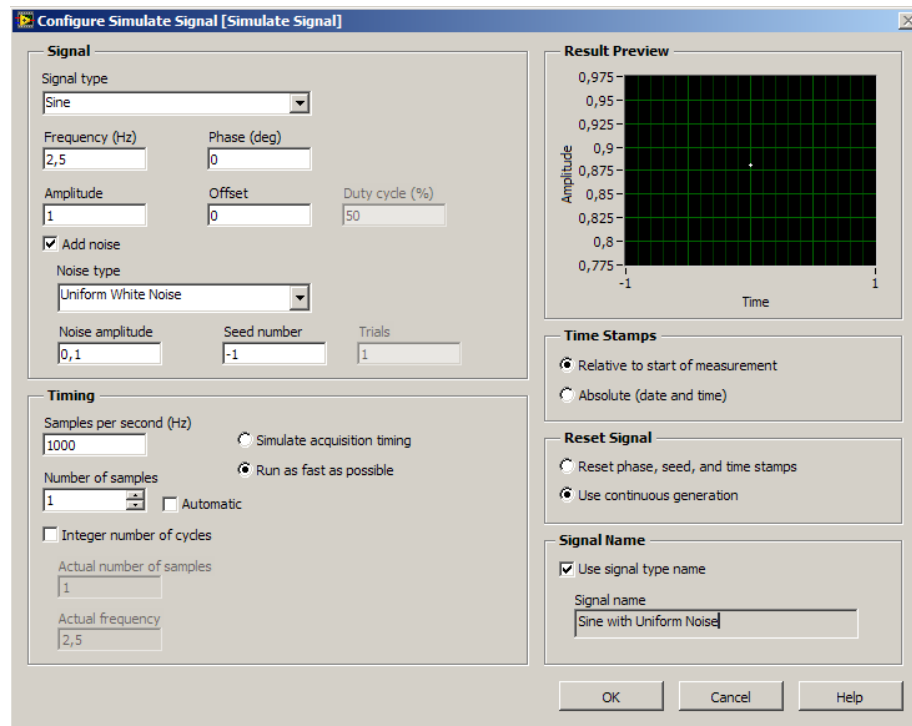 Configure Simulate Signal [Simulate Signal]
Signal
Signal type
Sine
Frequency (Hz) Phase (deg)
2,5 0
Amplitude Offset Duty cycle (%)
1 0 50
Add noise
Noise type
Uniform White Noise
Noise amplitude Seed number Trials
0,1 -1 1
Timing
Samples per second (Hz)
1000
Simulate acquisition timing
Run as fast as possible
Number of samples
1 Automatic
Integer number of cycles
Actual number of samples
1
Actual frequency
2,5
Result Preview
Amplitude
0,975
0,95
0,925
0,9
0,875
0,85
0,825
0,8
0,775
-1 1
Time
Time Stamps
Relative to start of measurement
Absolute (date and time)
Reset Signal
Reset phase, seed, and time stamps
Use continuous generation
Signal Name
Use signal type name
Signal name
Sine with Uniform Noise
OK Cancel Help